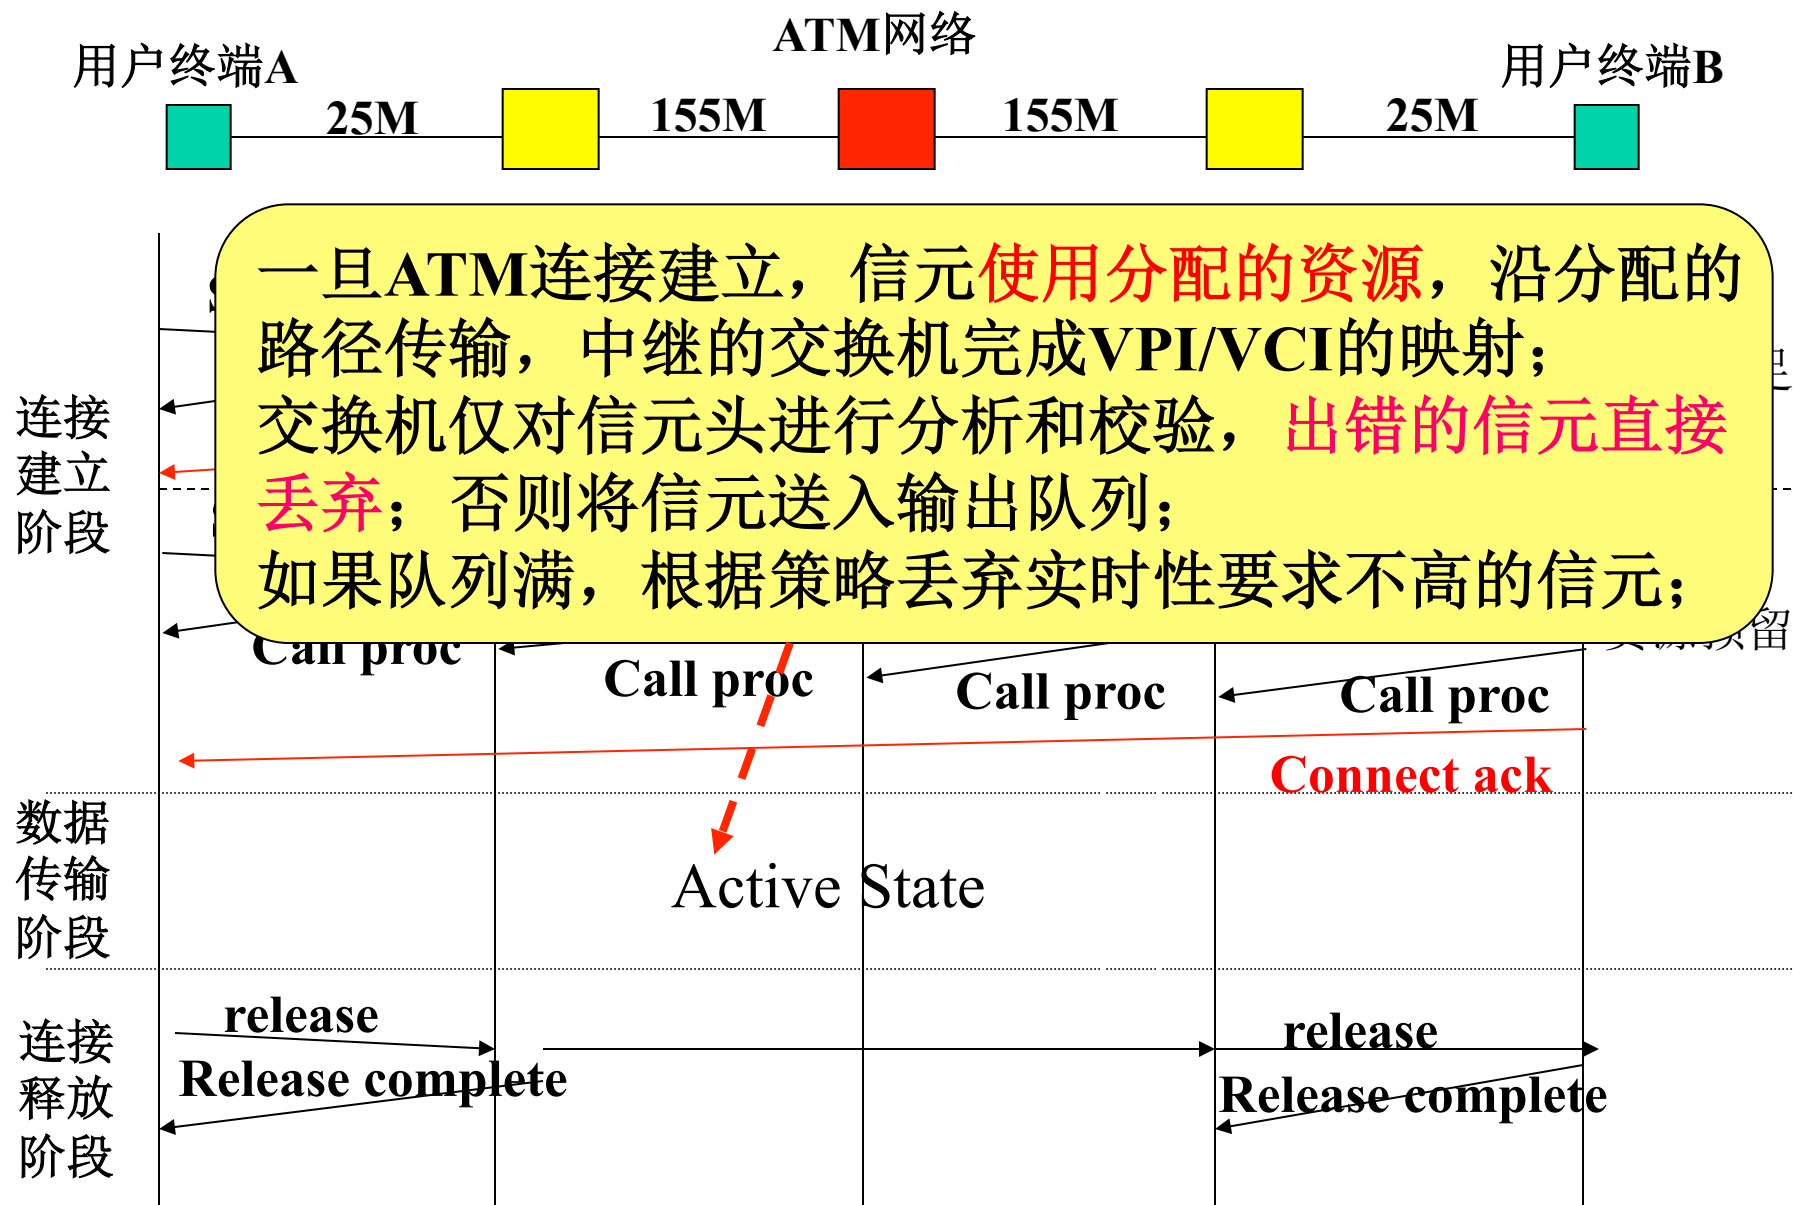 ATM网络
用户终端A
用户终端B
25M
155M
155M
25M
一旦ATM连接建立，信元使用分配的资源，沿分配的
路径传输，中继的交换机完成VPI/VCI的映射；
交换机仅对信元头进行分析和校验，出错的信元直接
丢弃；否则将信元送入输出队列；
如果队列满，根据策略丢弃实时性要求不高的信元；
连接
建立
阶段
Call proc
Call proc
Call proc
Call proc
Connect ack
数据
传输
阶段
Active State
连接
释放
阶段
release
release
Release complete
Release complete